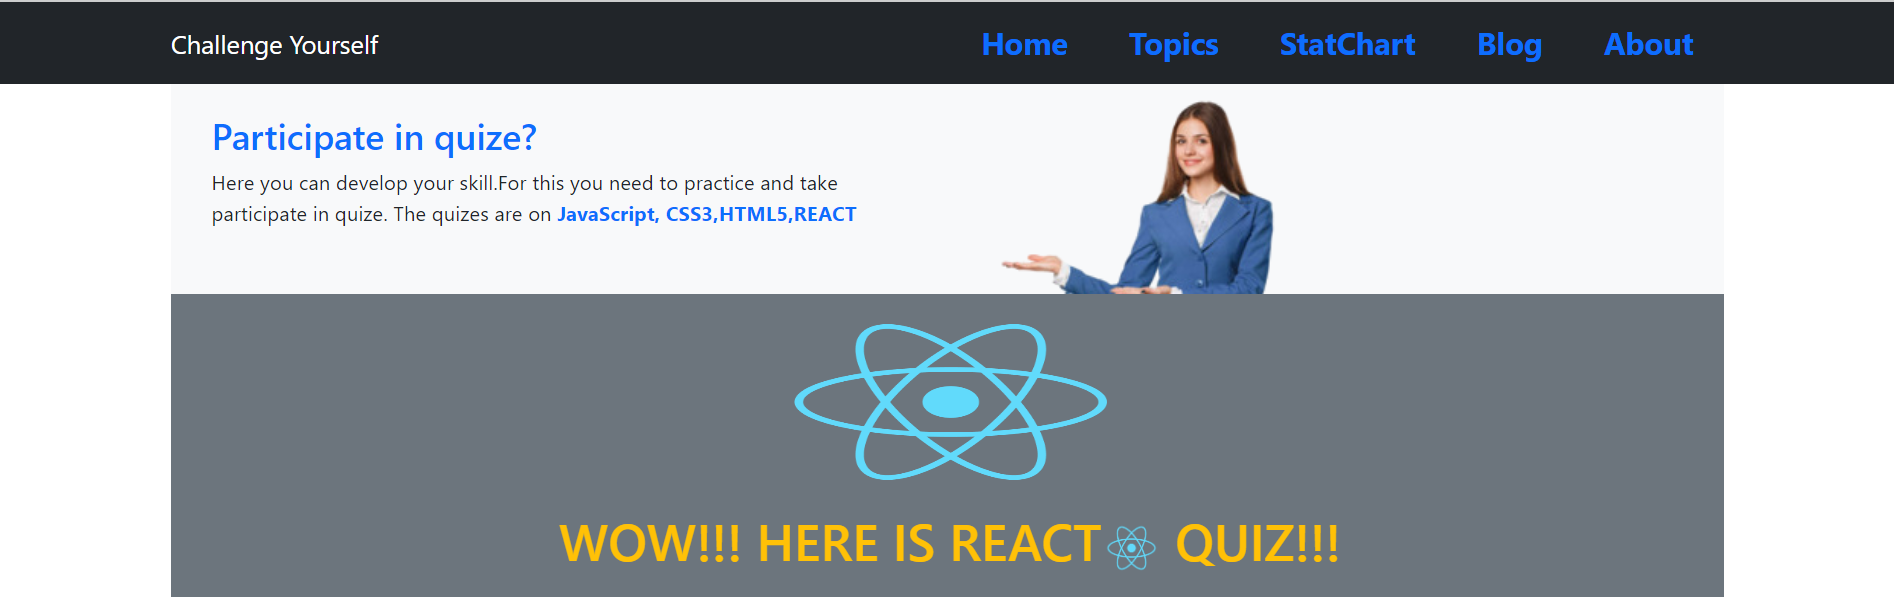 Challenge Yourself
Home Topics StatChart Blog About
Participate in quize?
Here you can develop your skill.For this you need to practice and take
participate in quize. The quizes are on JavaScript, CSS3,HTML5,REACT
WOW!!! HERE IS REACT QUIZ!!!